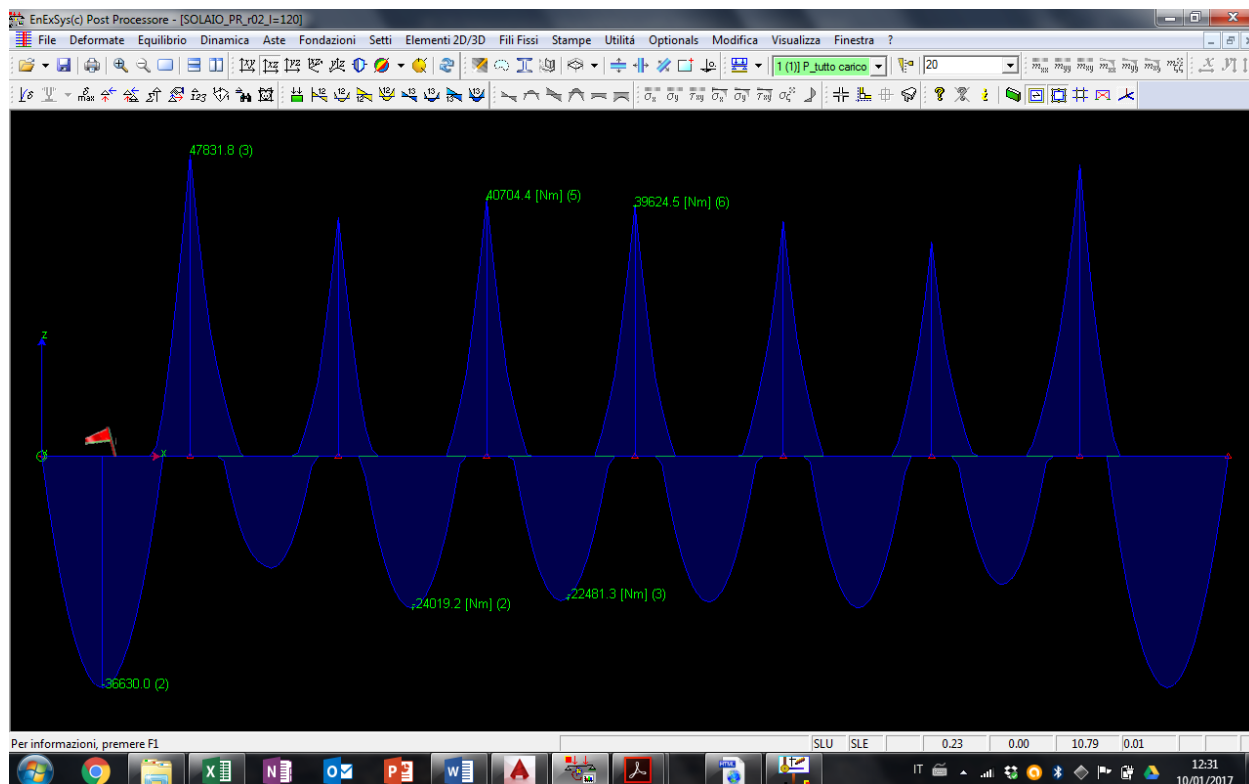 EnExSys(c) Post Processore - [SOLAIO_PR_r02_I=120]
File Deformate Equilibrio Dinamica Aste Fondazioni Setti Elementi 2D/3D Fili Fissi Stampe Utilitá Optionals Modifica Visualizza Finestra ?
1 (1)] P_tutto carico
20
47831.8 (3)
40704.4 [Nm] (5)
39624.5 [Nm] (6)
z
x
-24019.2 [Nm] (2)
-22481.3 [Nm] (3)
-36630.0 (2)
Per informazioni, premere F1
SLU SLE 0.23 0.00 10.79 0.01
IT
12:31
10/01/2017